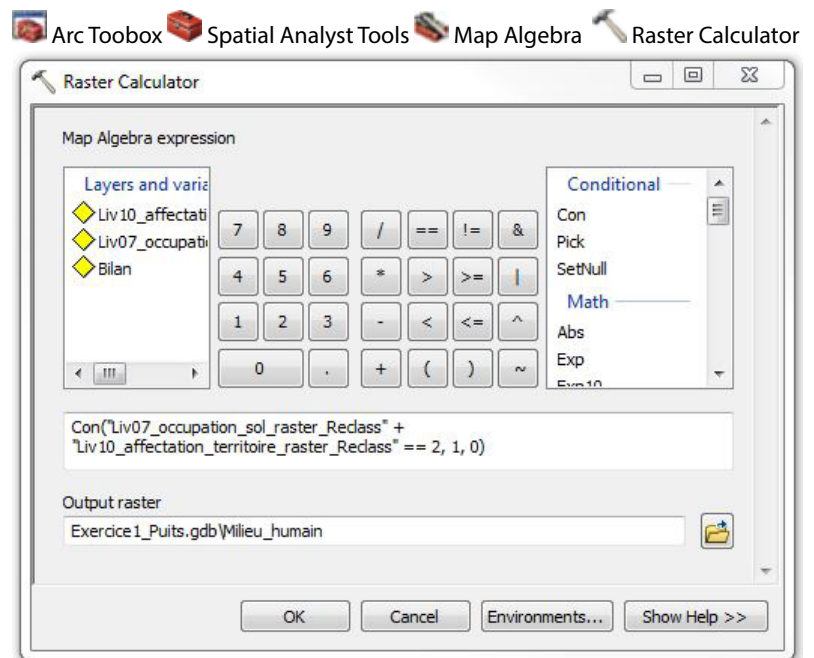 Arc Toobox Spatial Analyst Tools Map Algebra Raster Calculator
Raster Calculator
Map Algebra expression
Layers and varia
Liv10_affectati
Liv07_occupati
Bilan
7 8 9 / == != &
4 5 6 * > >= |
1 2 3 - < <= ^
0 . + ( ) ~
Conditional
Con
Pick
SetNull
Math
Abs
Exp
Exp10
Con("Liv07_occupation_sol_raster_Reclass" +
"Liv10_affectation_territoire_raster_Reclass" == 2, 1, 0)
Output raster
Exercice1_Puits.gdb\Milieu_humain
OK Cancel Environments... Show Help >>